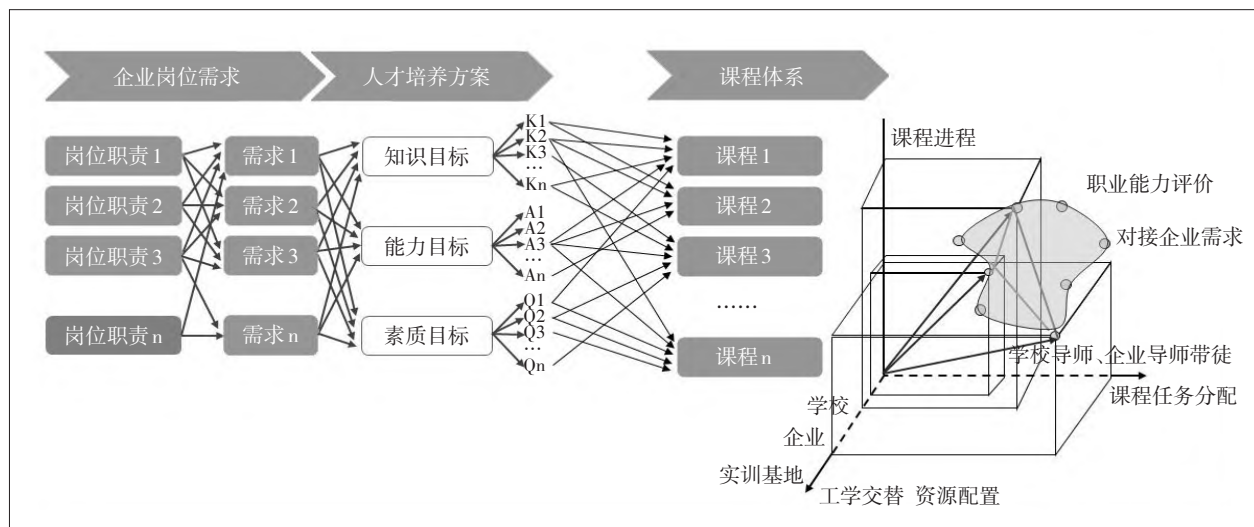 企业岗位需求
人才培养方案
课程体系
岗位职责1
岗位职责2
岗位职责3
岗位职责n
需求1
需求2
需求3
需求n
知识目标
能力目标
素质目标
K1
K2
K3
…
Kn
A1
A2
A3
…
An
Q1
Q2
Q3
…
Qn
课程1
课程2
课程3
……
课程n
课程进程
职业能力评价
对接企业需求
学校导师、企业导师带徒
课程任务分配
学校
企业
实训基地
工学交替 资源配置